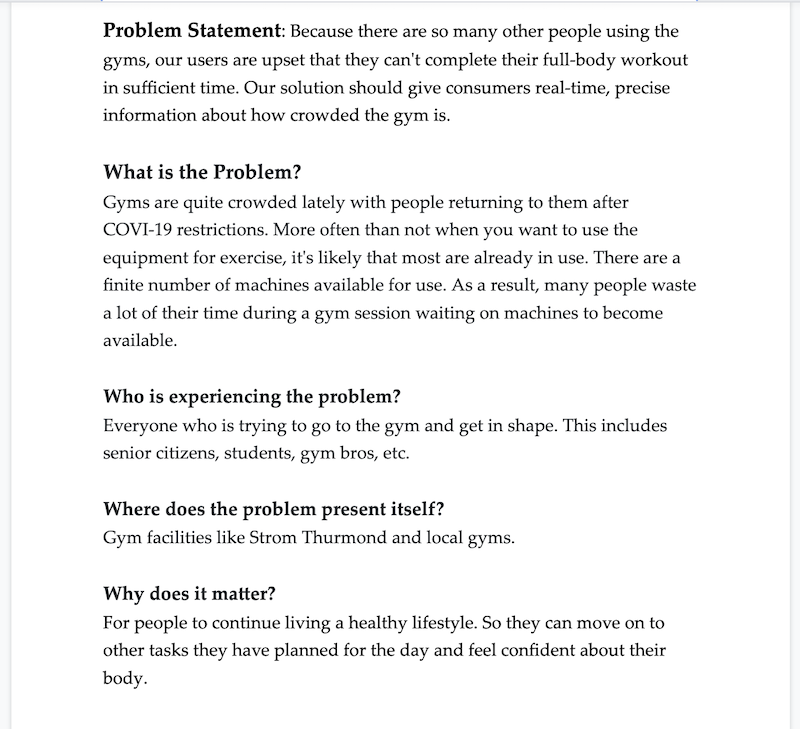 Problem Statement: Because there are so many other people using the
gyms, our users are upset that they can't complete their full-body workout
in sufficient time. Our solution should give consumers real-time, precise
information about how crowded the gym is.
What is the Problem?
Gyms are quite crowded lately with people returning to them after
COVI-19 restrictions. More often than not when you want to use the
equipment for exercise, it's likely that most are already in use. There are a
finite number of machines available for use. As a result, many people waste
a lot of their time during a gym session waiting on machines to become
available.
Who is experiencing the problem?
Everyone who is trying to go to the gym and get in shape. This includes
senior citizens, students, gym bros, etc.
Where does the problem present itself?
Gym facilities like Strom Thurmond and local gyms.
Why does it matter?
For people to continue living a healthy lifestyle. So they can move on to
other tasks they have planned for the day and feel confident about their
body.